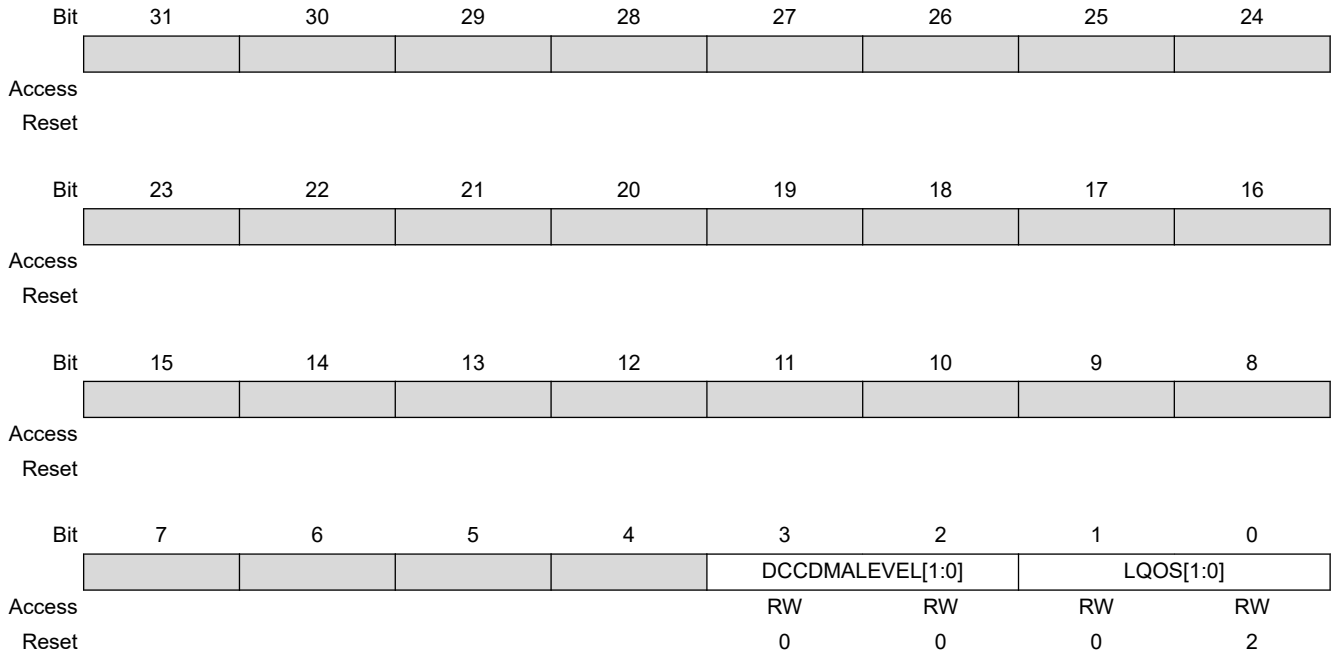 Bit 31 30 29 28 27 26 25 24
Access
Reset
Bit 23 22 21 20 19 18 17 16
Access
Reset
Bit 15 14 13 12 11 10 9 8
Access
Reset
Bit 7 6 5 4 3 2 1 0
DCCDMALEVEL[1:0] LQOS[1:0]
Access RW RW RW RW
Reset 0 0 0 2